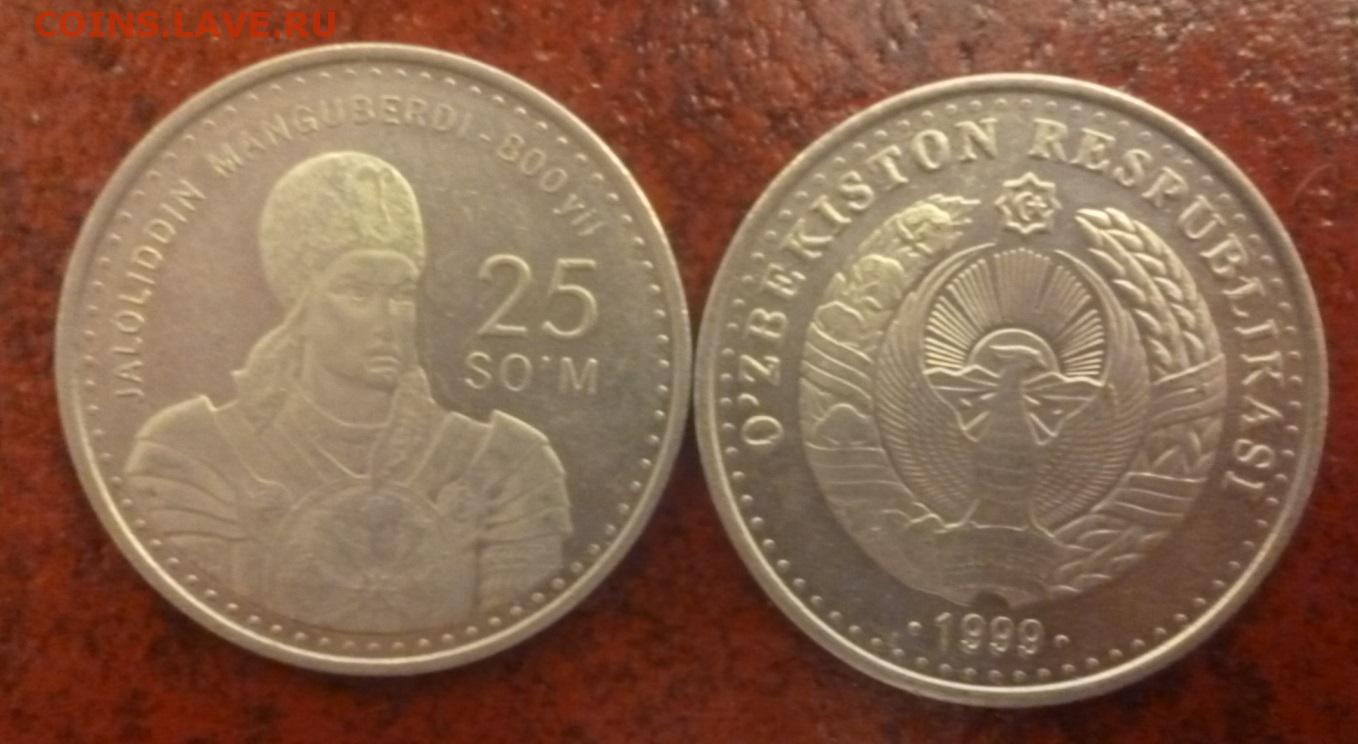 COINS.LAVE.RU
JALOLIDDIN MANGUBERDI - 800 yil
25
SO'M
O'ZBEKISTON RESPUBLIKASI
·1999·